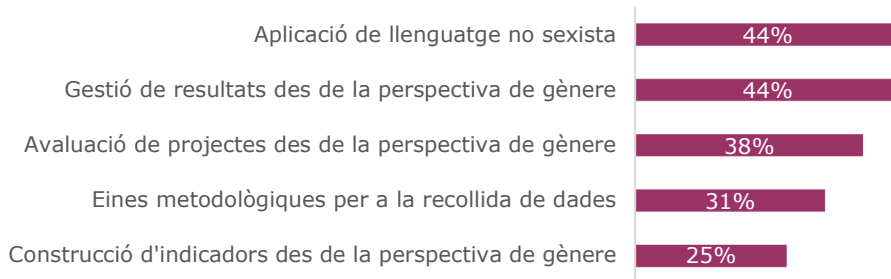 Aplicació de llenguatge no sexista 44%
Gestió de resultats des de la perspectiva de gènere 44%
Avaluació de projectes des de la perspectiva de gènere 38%
Eines metodològiques per a la recollida de dades 31%
Construcció d'indicadors des de la perspectiva de gènere 25%